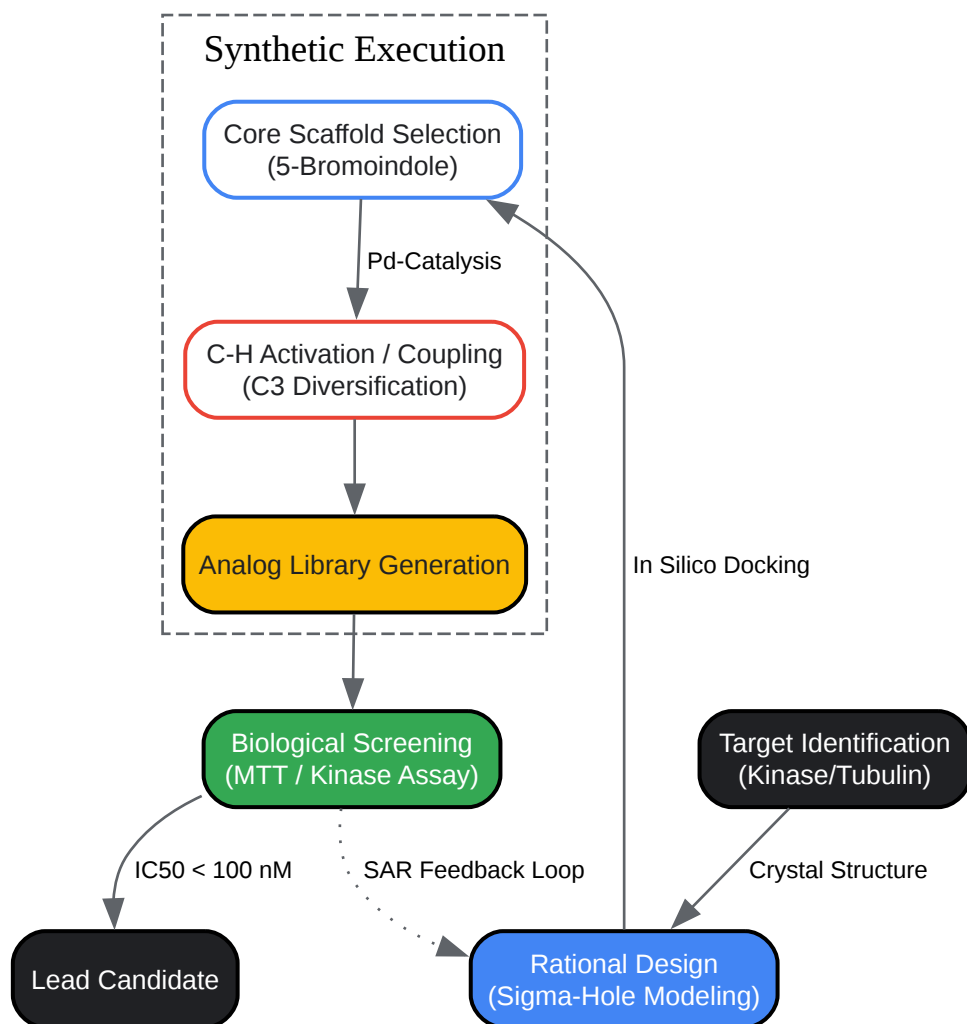 Synthetic Execution
Core Scaffold Selection
(5-Bromoindole)
Pd-Catalysis
C-H Activation / Coupling
(C3 Diversification)
Analog Library Generation
In Silico Docking
Biological Screening
(MTT / Kinase Assay)
Target Identification
(Kinase/Tubulin)
IC50 < 100 nM
SAR Feedback Loop
Crystal Structure
Lead Candidate
Rational Design
(Sigma-Hole Modeling)